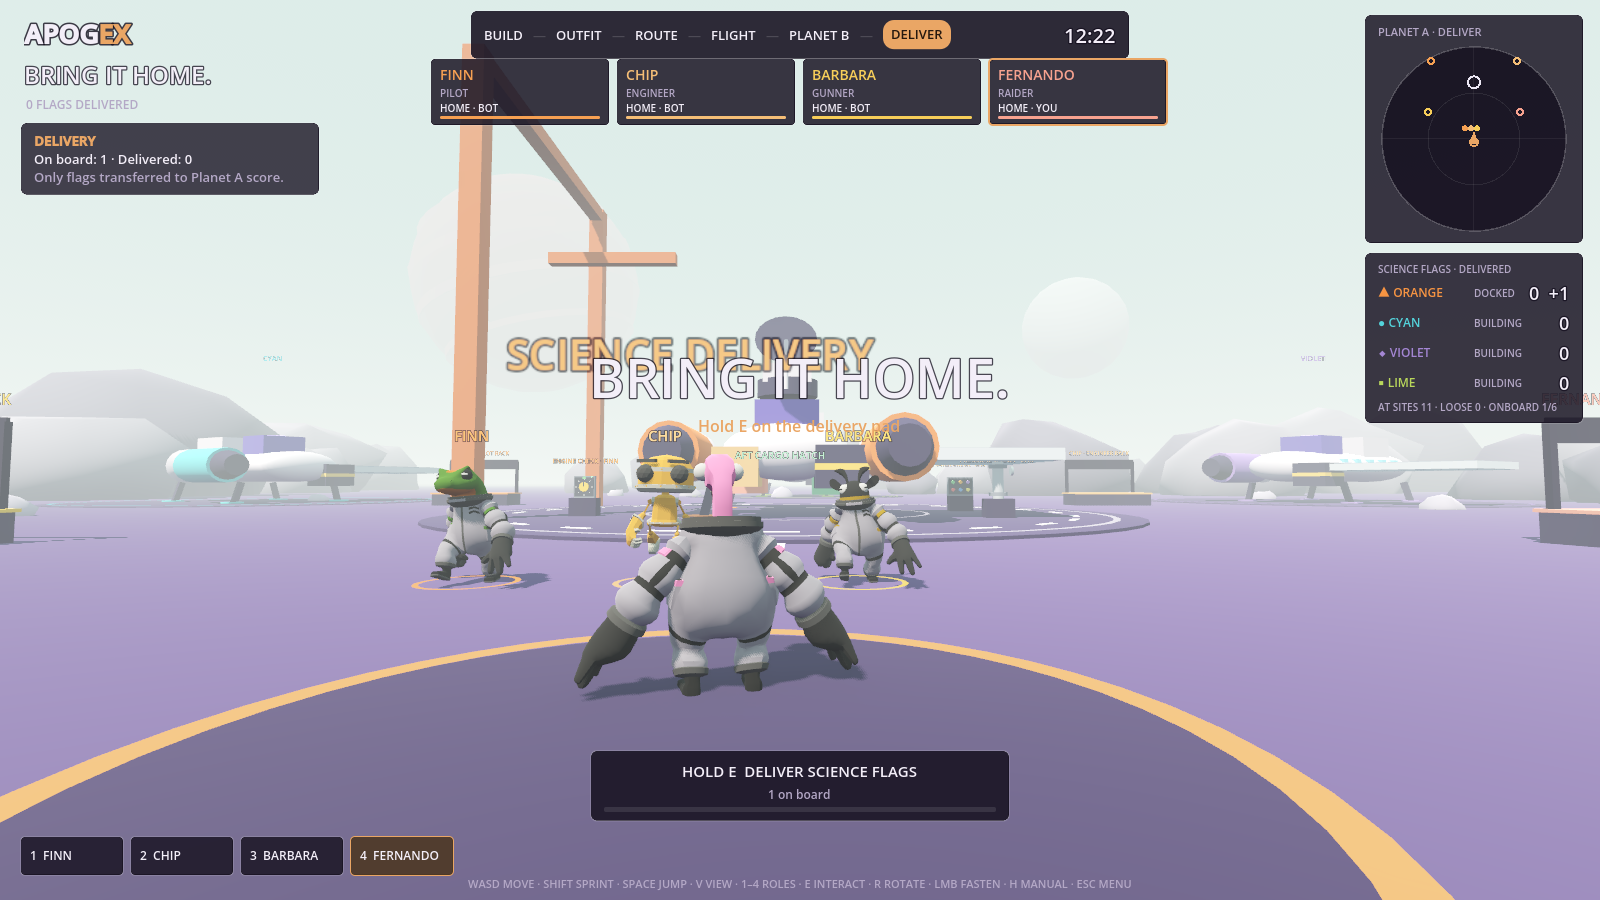 APOGEX
BRING IT HOME.
0 FLAGS DELIVERED
DELIVERY
On board: 1 · Delivered: 0
Only flags transferred to Planet A score.
BUILD — OUTFIT — ROUTE — FLIGHT — PLANET B — DELIVER 12:22
FINN
PILOT
HOME · BOT
CHIP
ENGINEER
HOME · BOT
BARBARA
GUNNER
HOME · BOT
FERNANDO
RAIDER
HOME · YOU
PLANET A · DELIVER
SCIENCE FLAGS · DELIVERED
▲ ORANGE DOCKED 0 +1
● CYAN BUILDING 0
◆ VIOLET BUILDING 0
■ LIME BUILDING 0
AT SITES 11 · LOOSE 0 · ONBOARD 1/6
CYAN
VIOLET
SCIENCE DELIVERY
BRING IT HOME.
Hold E on the delivery pad
FINN
CHIP
BARBARA
AFT CARGO HATCH
HOLD E DELIVER SCIENCE FLAGS
1 on board
1 FINN
2 CHIP
3 BARBARA
4 FERNANDO
WASD MOVE · SHIFT SPRINT · SPACE JUMP · V VIEW · 1–4 ROLES · E INTERACT · R ROTATE · LMB FASTEN · H MANUAL · ESC MENU